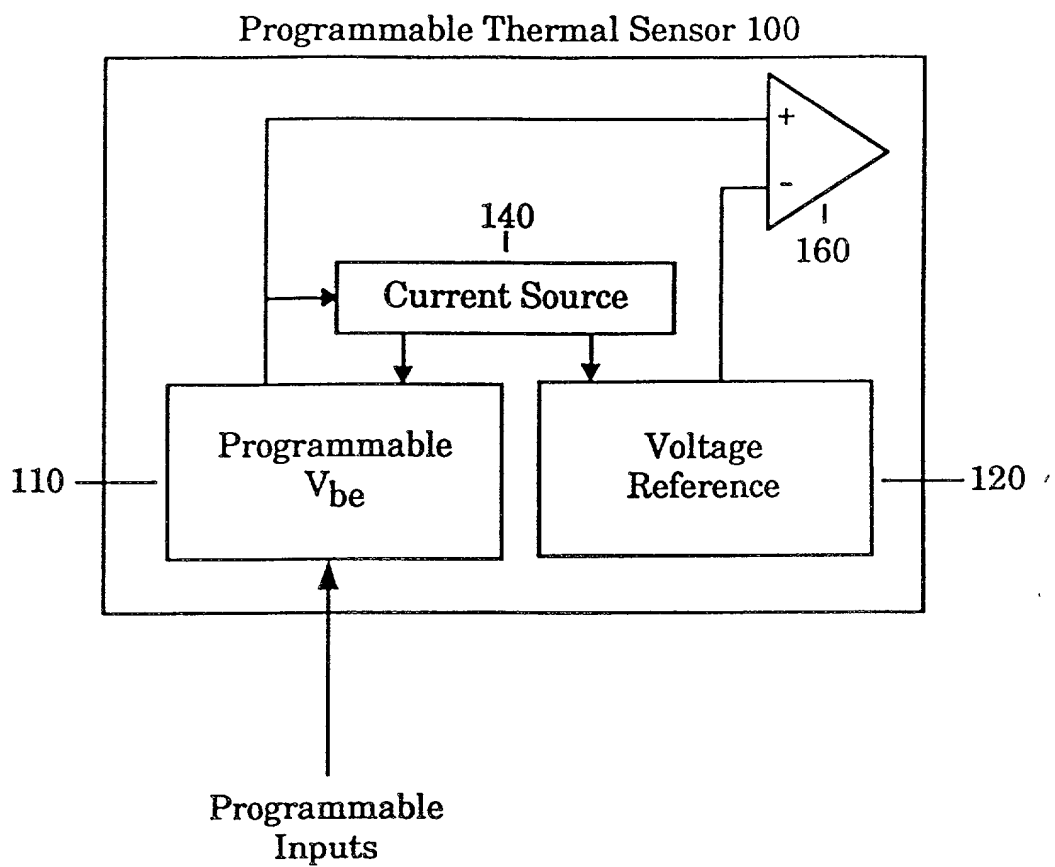 Programmable Thermal Sensor 100
+
-
160
140
Current Source
Programmable
Vbe
Voltage
Reference
110
120
Programmable
Inputs